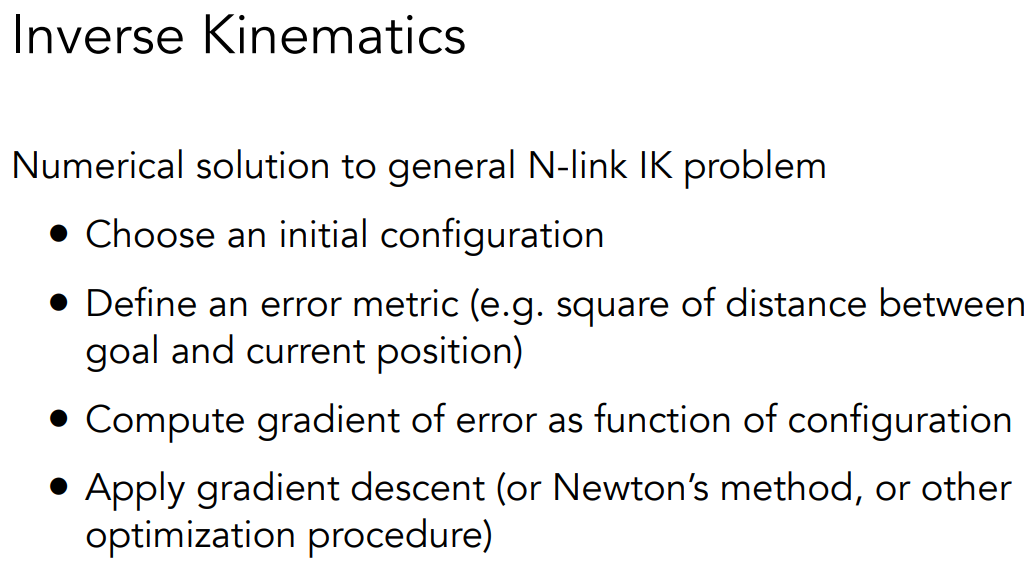 Inverse Kinematics
Numerical solution to general N-link IK problem
• Choose an initial configuration
• Define an error metric (e.g. square of distance between
goal and current position)
• Compute gradient of error as function of configuration
• Apply gradient descent (or Newton’s method, or other
optimization procedure)